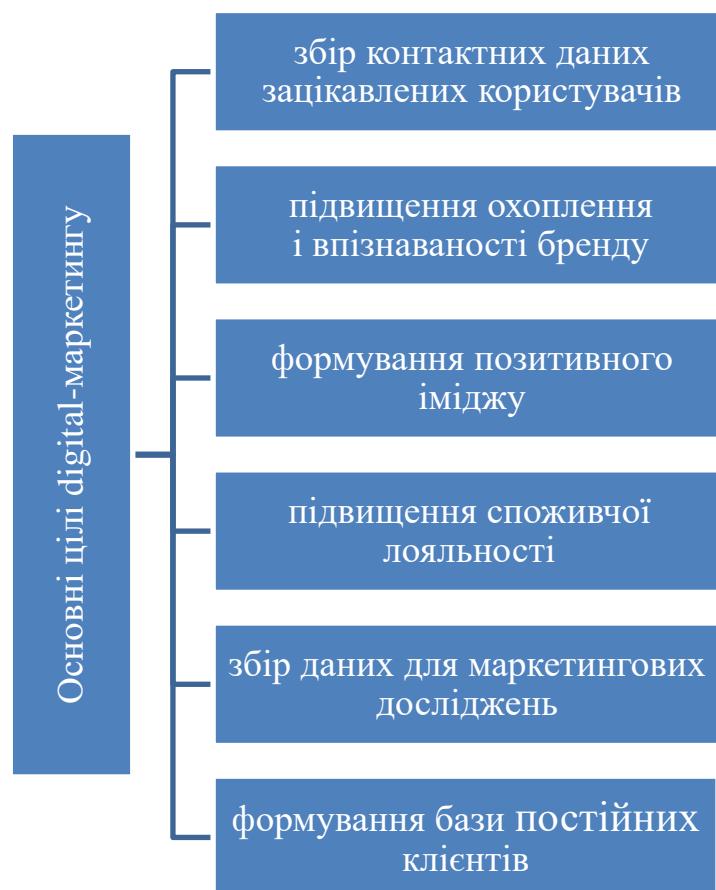 Основні цілі digital-маркетингу
збір контактних даних
зацікавлених користувачів
підвищення охоплення
і впізнаваності бренду
формування позитивного
іміджу
підвищення споживчої
лояльності
збір даних для маркетингових
досліджень
формування бази постійних
клієнтів